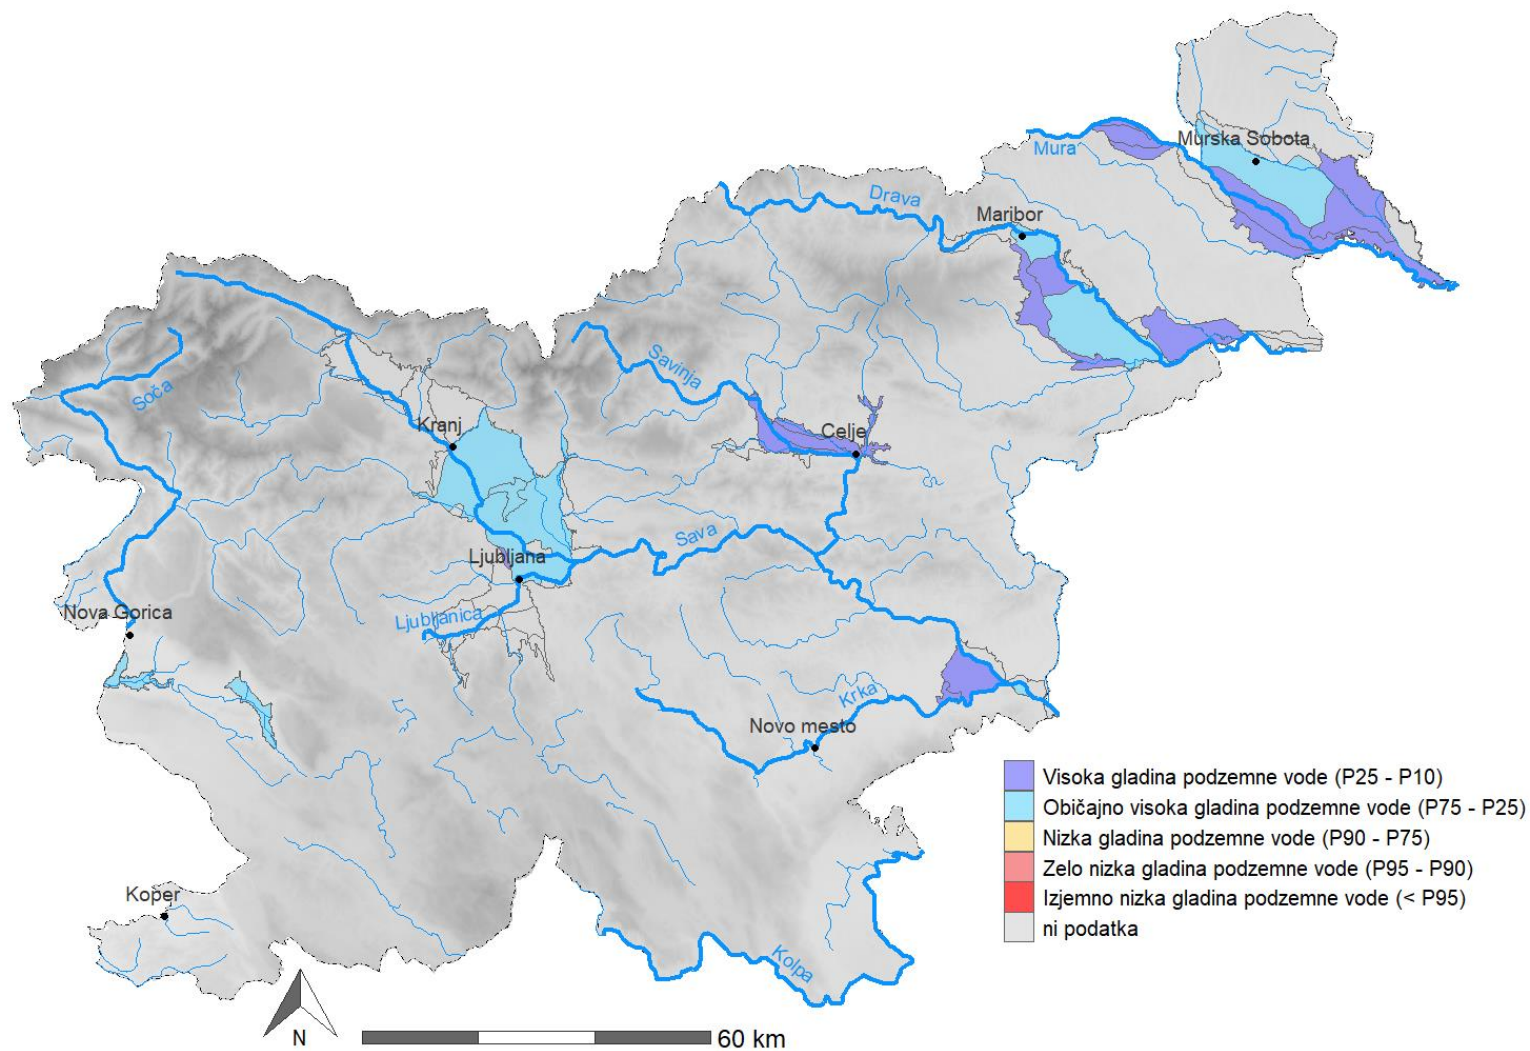 Murska Sobota
Mura
Drava
Maribor
Soča
Savinja
Kranj
Celje
Sava
Ljubljana
Nova Gorica
Ljubljanica
Krka
Novo mesto
Visoka gladina podzemne vode (P25 - P10)
Običajno visoka gladina podzemne vode (P75 - P25)
Nizka gladina podzemne vode (P90 - P75)
Zelo nizka gladina podzemne vode (P95 - P90)
Izjemno nizka gladina podzemne vode (< P95)
ni podatka
Koper
Kolpa
N
60 km